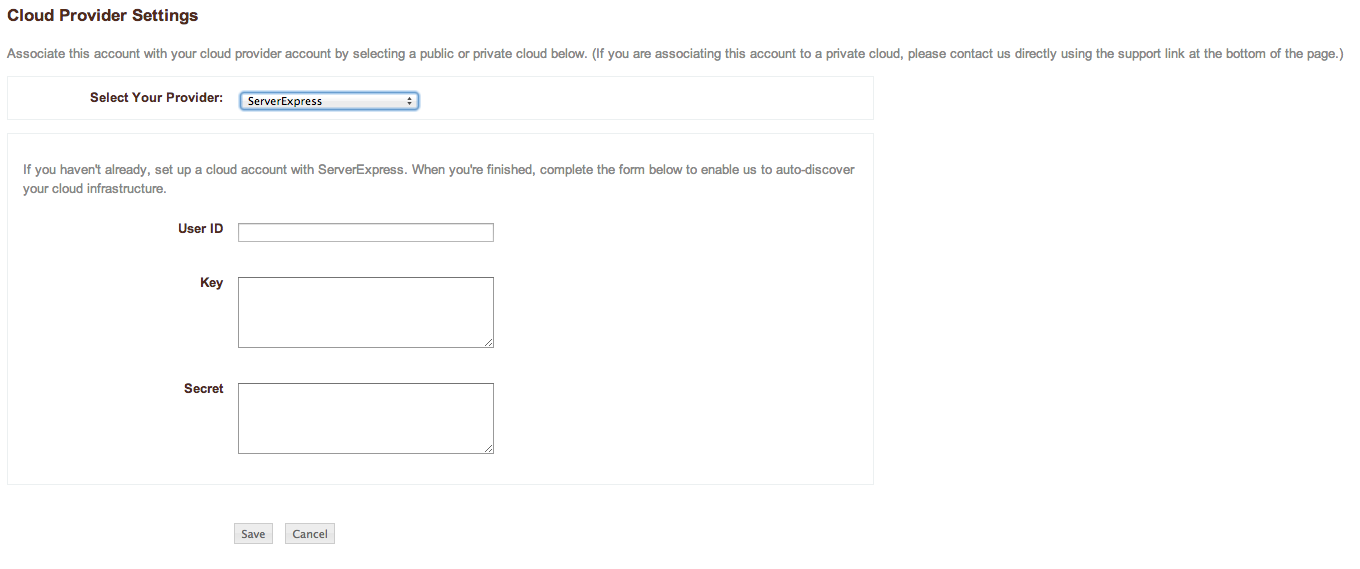 Cloud Provider Settings
Associate this account with your cloud provider account by selecting a public or private cloud below. (If you are associating this account to a private cloud, please contact us directly using the support link at the bottom of the page.)
Select Your Provider: ServerExpress
If you haven't already, set up a cloud account with ServerExpress. When you're finished, complete the form below to enable us to auto-discover
your cloud infrastructure.
User ID
Key
Secret
Save Cancel